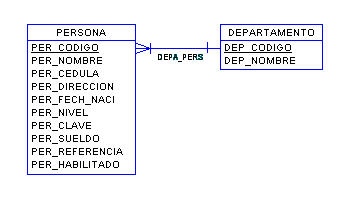 PERSONA
PER_CODIGO
PER_NOMBRE
PER_CEDULA
PER_DIRECCION
PER_FECH_NACI
PER_NIVEL
PER_CLAVE
PER_SUELDO
PER_REFERENCIA
PER_HABILITADO
DEPA_PERS
DEPARTAMENTO
DEP_CODIGO
DEP_NOMBRE